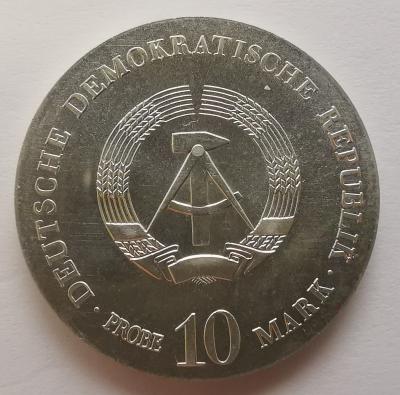 DEUTSCHE DEMOKRATISCHE REPUBLIK
· PROBE 10 MARK ·